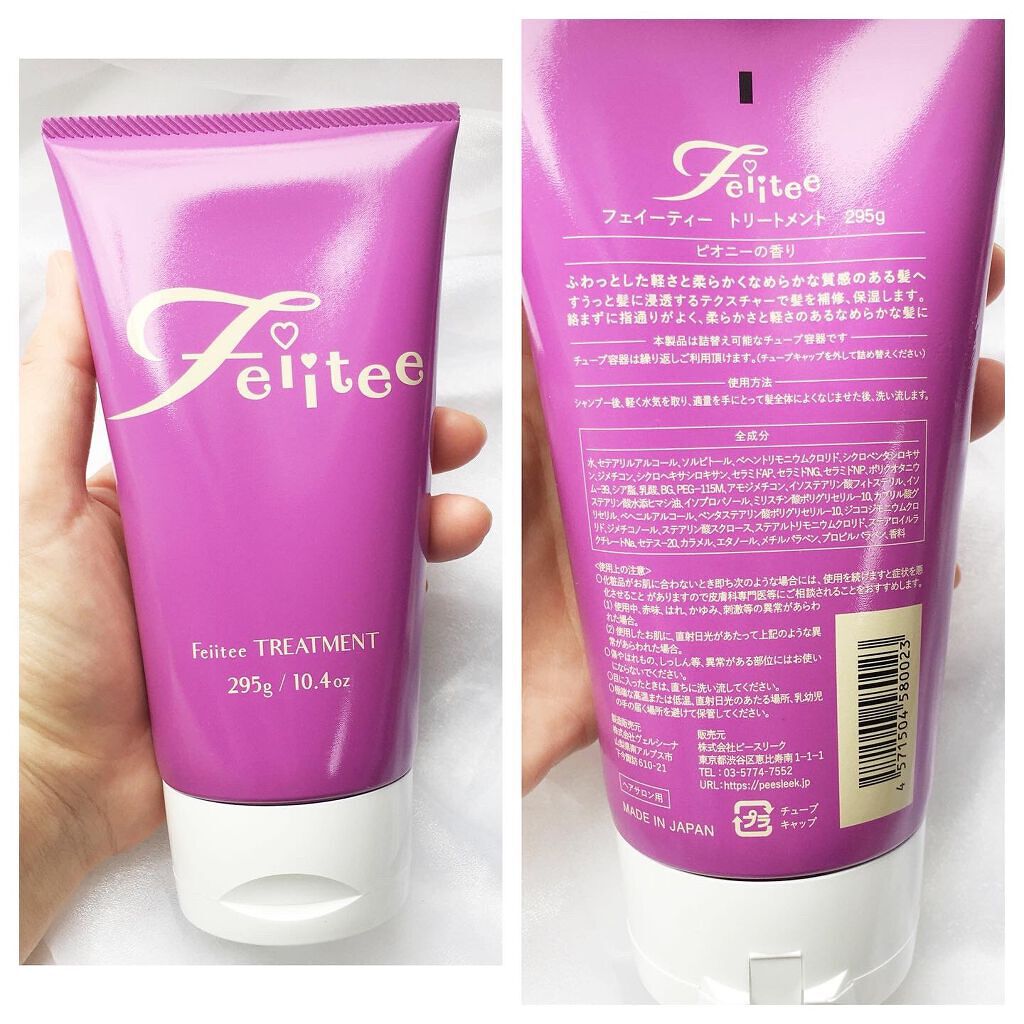 Feiitee
Feiitee TREATMENT
295g / 10.4oz
Feiitee
フェイーティー トリートメント 295g
ピオニーの香り
ふわっとした軽さと柔らかくなめらかな質感のある髪へ
すうっと髪に浸透するテクスチャーで髪を補修、保湿します。
絡まずに指通りがよく、柔らかさと軽さのあるなめらかな髪に
本製品は詰替え可能なチューブ容器です
チューブ容器は繰り返しご利用頂けます。(チューブキャップを外して詰め替えください)
使用方法
シャンプー後、軽く水気を取り、適量を手にとって髪全体によくなじませた後、洗い流します。
全成分
水、セテアリルアルコール、ソルビトール、ベヘントリモニウムクロリド、シクロペンタシロキサ
ン、ジメチコン、シクロヘキサシロキサン、セラミドAP、セラミドNG、セラミドNP、ポリクオタニウ
ム-39、シア脂、乳酸、BG、PEG-115M、アモジメチコン、イソステアリン酸フィトステリル、イソ
ステアリン酸水添ヒマシ油、イソプロパノール、ミリスチン酸ポリグリセリル-10、カプリル酸グ
リセリル、ベヘニルアルコール、ペンタステアリン酸ポリグリセリル-10、ジココジモニウムクロ
リド、ジメチコノール、ステアリン酸スクロース、ステアルトリモニウムクロリド、ステアロイルラ
クチレートNa、セテス-20、カラメル、エタノール、メチルパラベン、プロピルパラベン、香料
<使用上の注意>
○化粧品がお肌に合わないとき即ち次のような場合には、使用を続けますと症状を悪
化させることがありますので皮膚科専門医等にご相談されることをおすすめします。
(1) 使用中、赤味、はれ、かゆみ、刺激等の異常があらわ
れた場合。
(2) 使用したお肌に、直射日光があたって上記のような異
常があらわれた場合。
○傷やはれもの、しっしん等、異常がある部位にはお使い
にならないでください。
○目に入ったときは、直ちに洗い流してください。
○極端な高温または低温、直射日光のあたる場所、乳幼児
の手の届く場所を避けて保管してください。
製造販売元
株式会社ヴェルシーナ
山梨県南アルプス市
下今諏訪610-21
販売元
株式会社ピースリーク
東京都渋谷区恵比寿南1-1-1
TEL : 03-5774-7552
URL:https://peesleek.jp
ヘアサロン用
MADE IN JAPAN
プラ
チューブ
キャップ
4 571504 580023